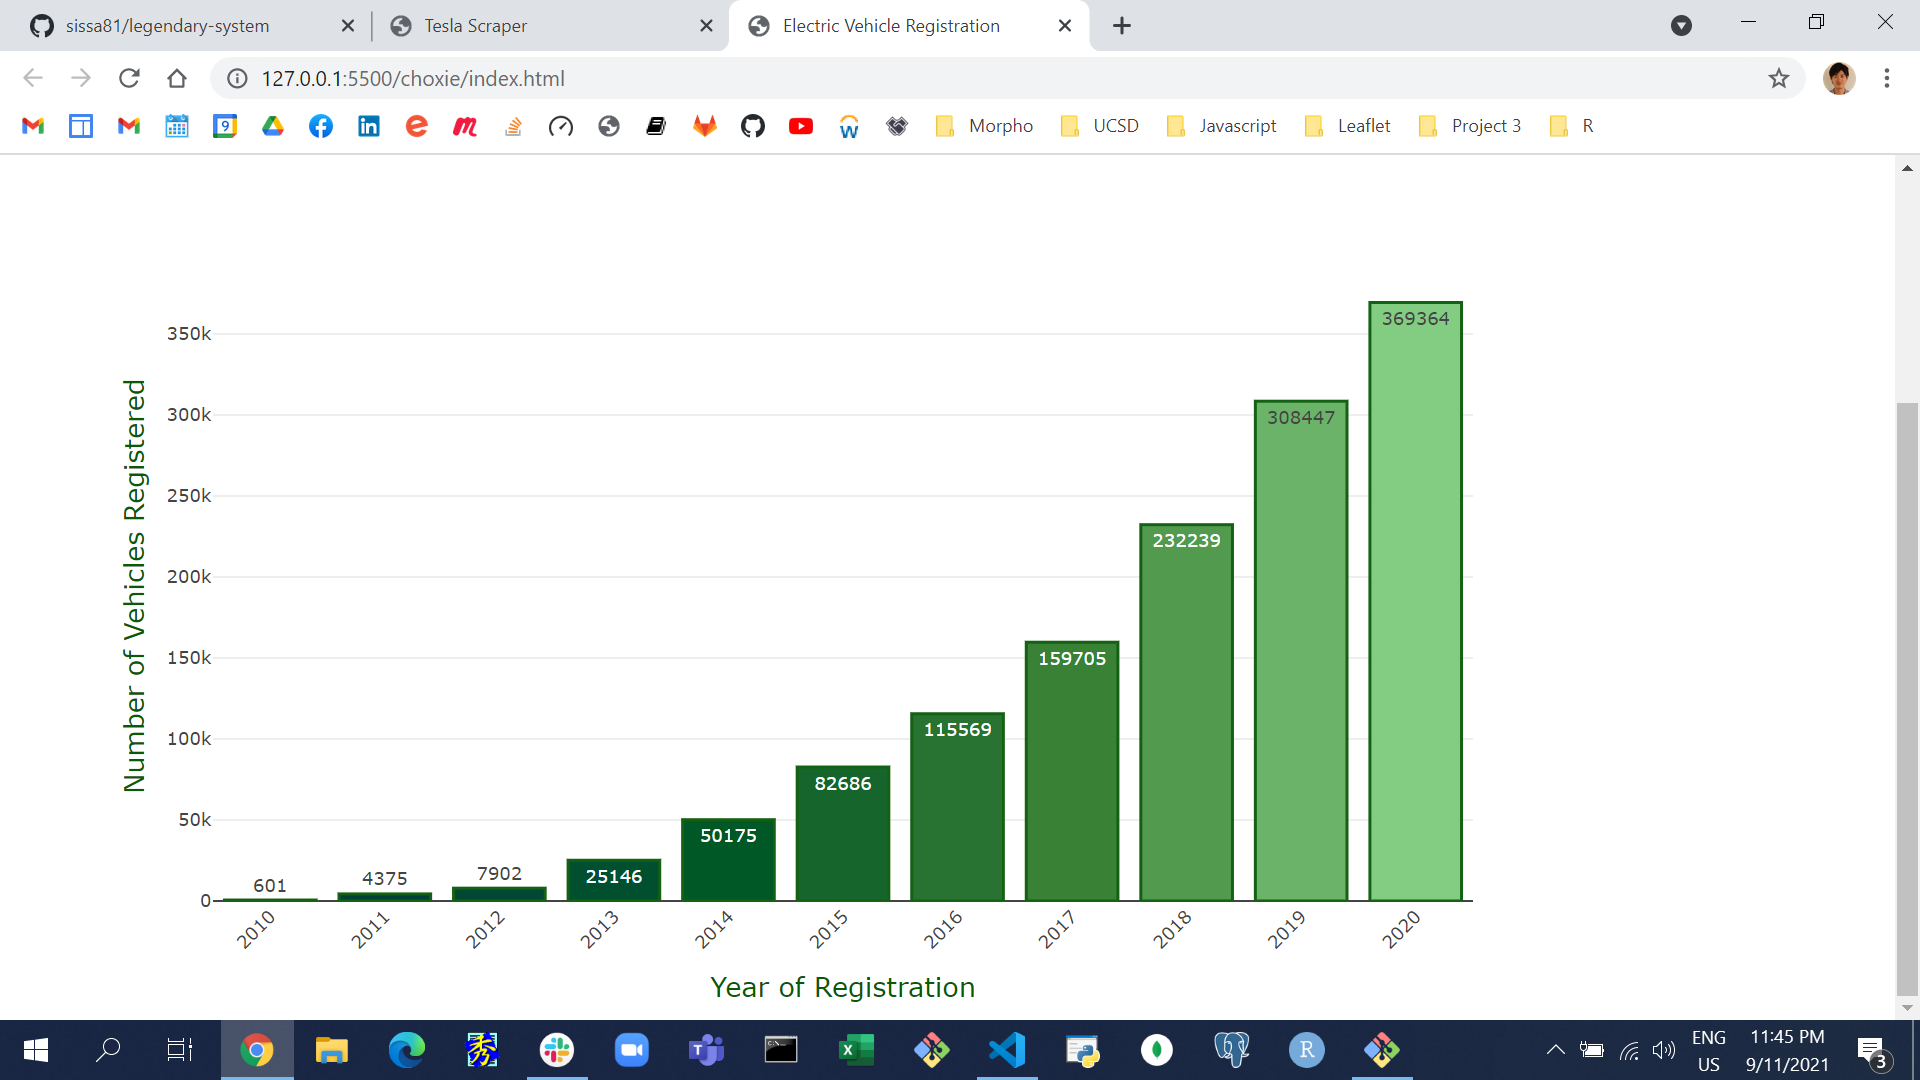 sissa81/legendary-system
Tesla Scraper
Electric Vehicle Registration
127.0.0.1:5500/choxie/index.html
9
Morpho
UCSD
Javascript
Leaflet
Project 3
R
Number of Vehicles Registered
350k
300k
250k
200k
150k
100k
50k
0
601
4375
7902
25146
50175
82686
115569
159705
232239
308447
369364
2010
2011
2012
2013
2014
2015
2016
2017
2018
2019
2020
Year of Registration
秀
R
ENG
US
11:45 PM
9/11/2021
3